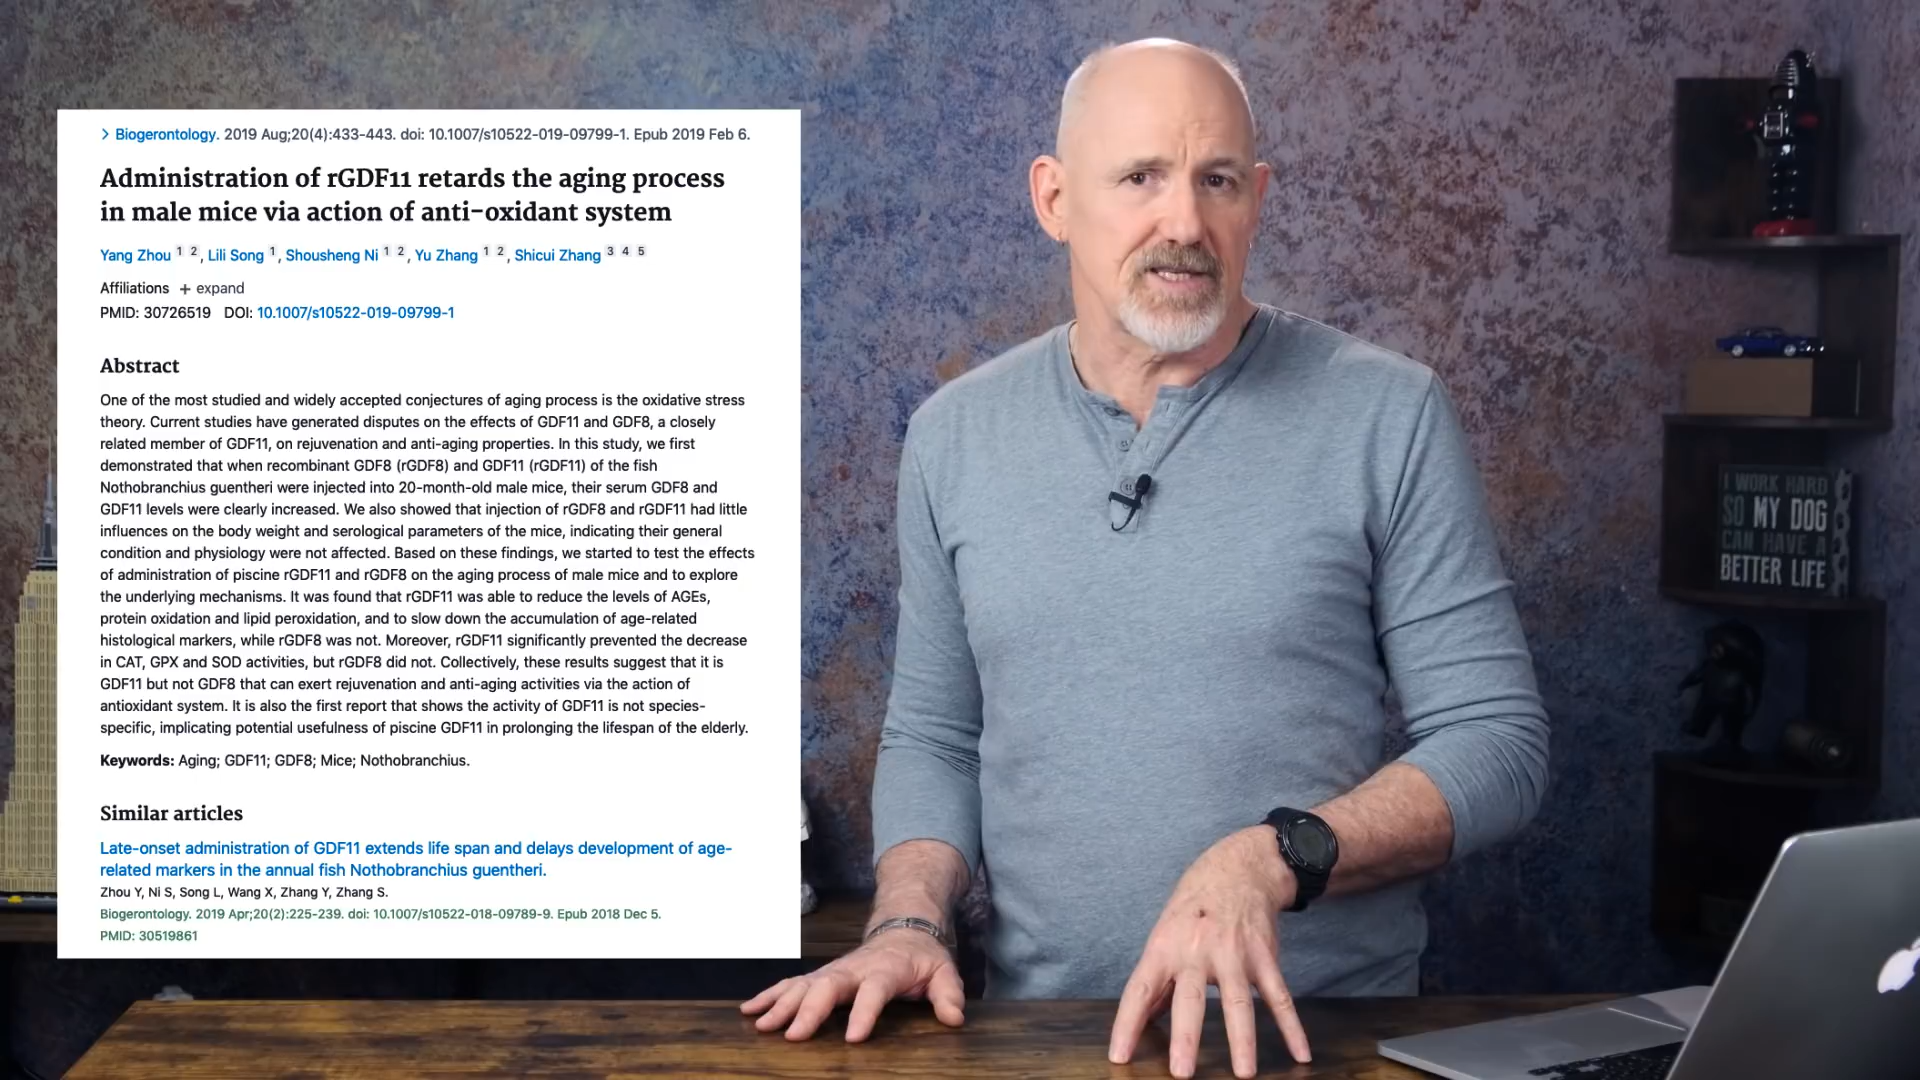 > Biogerontology. 2019 Aug;20(4):433-443. doi: 10.1007/s10522-019-09799-1. Epub 2019 Feb 6.
Administration of rGDF11 retards the aging process
in male mice via action of anti-oxidant system
Yang Zhou 1 2, Lili Song 1, Shousheng Ni 1 2, Yu Zhang 1 2, Shicui Zhang 3 4 5
Affiliations + expand
PMID: 30726519 DOI: 10.1007/s10522-019-09799-1
Abstract
One of the most studied and widely accepted conjectures of aging process is the oxidative stress
theory. Current studies have generated disputes on the effects of GDF11 and GDF8, a closely
related member of GDF11, on rejuvenation and anti-aging properties. In this study, we first
demonstrated that when recombinant GDF8 (rGDF8) and GDF11 (rGDF11) of the fish
Nothobranchius guentheri were injected into 20-month-old male mice, their serum GDF8 and
GDF11 levels were clearly increased. We also showed that injection of rGDF8 and rGDF11 had little
influences on the body weight and serological parameters of the mice, indicating their general
condition and physiology were not affected. Based on these findings, we started to test the effects
of administration of piscine rGDF11 and rGDF8 on the aging process of male mice and to explore
the underlying mechanisms. It was found that rGDF11 was able to reduce the levels of AGEs,
protein oxidation and lipid peroxidation, and to slow down the accumulation of age-related
histological markers, while rGDF8 was not. Moreover, rGDF11 significantly prevented the decrease
in CAT, GPX and SOD activities, but rGDF8 did not. Collectively, these results suggest that it is
GDF11 but not GDF8 that can exert rejuvenation and anti-aging activities via the action of
antioxidant system. It is also the first report that shows the activity of GDF11 is not species-
specific, implicating potential usefulness of piscine GDF11 in prolonging the lifespan of the elderly.
Keywords: Aging; GDF11; GDF8; Mice; Nothobranchius.
Similar articles
Late-onset administration of GDF11 extends life span and delays development of age-
related markers in the annual fish Nothobranchius guentheri.
Zhou Y, Ni S, Song L, Wang X, Zhang Y, Zhang S.
Biogerontology. 2019 Apr;20(2):225-239. doi: 10.1007/s10522-018-09789-9. Epub 2018 Dec 5.
PMID: 30519861
I WORK HARD
SO MY DOG
CAN HAVE A
BETTER LIFE